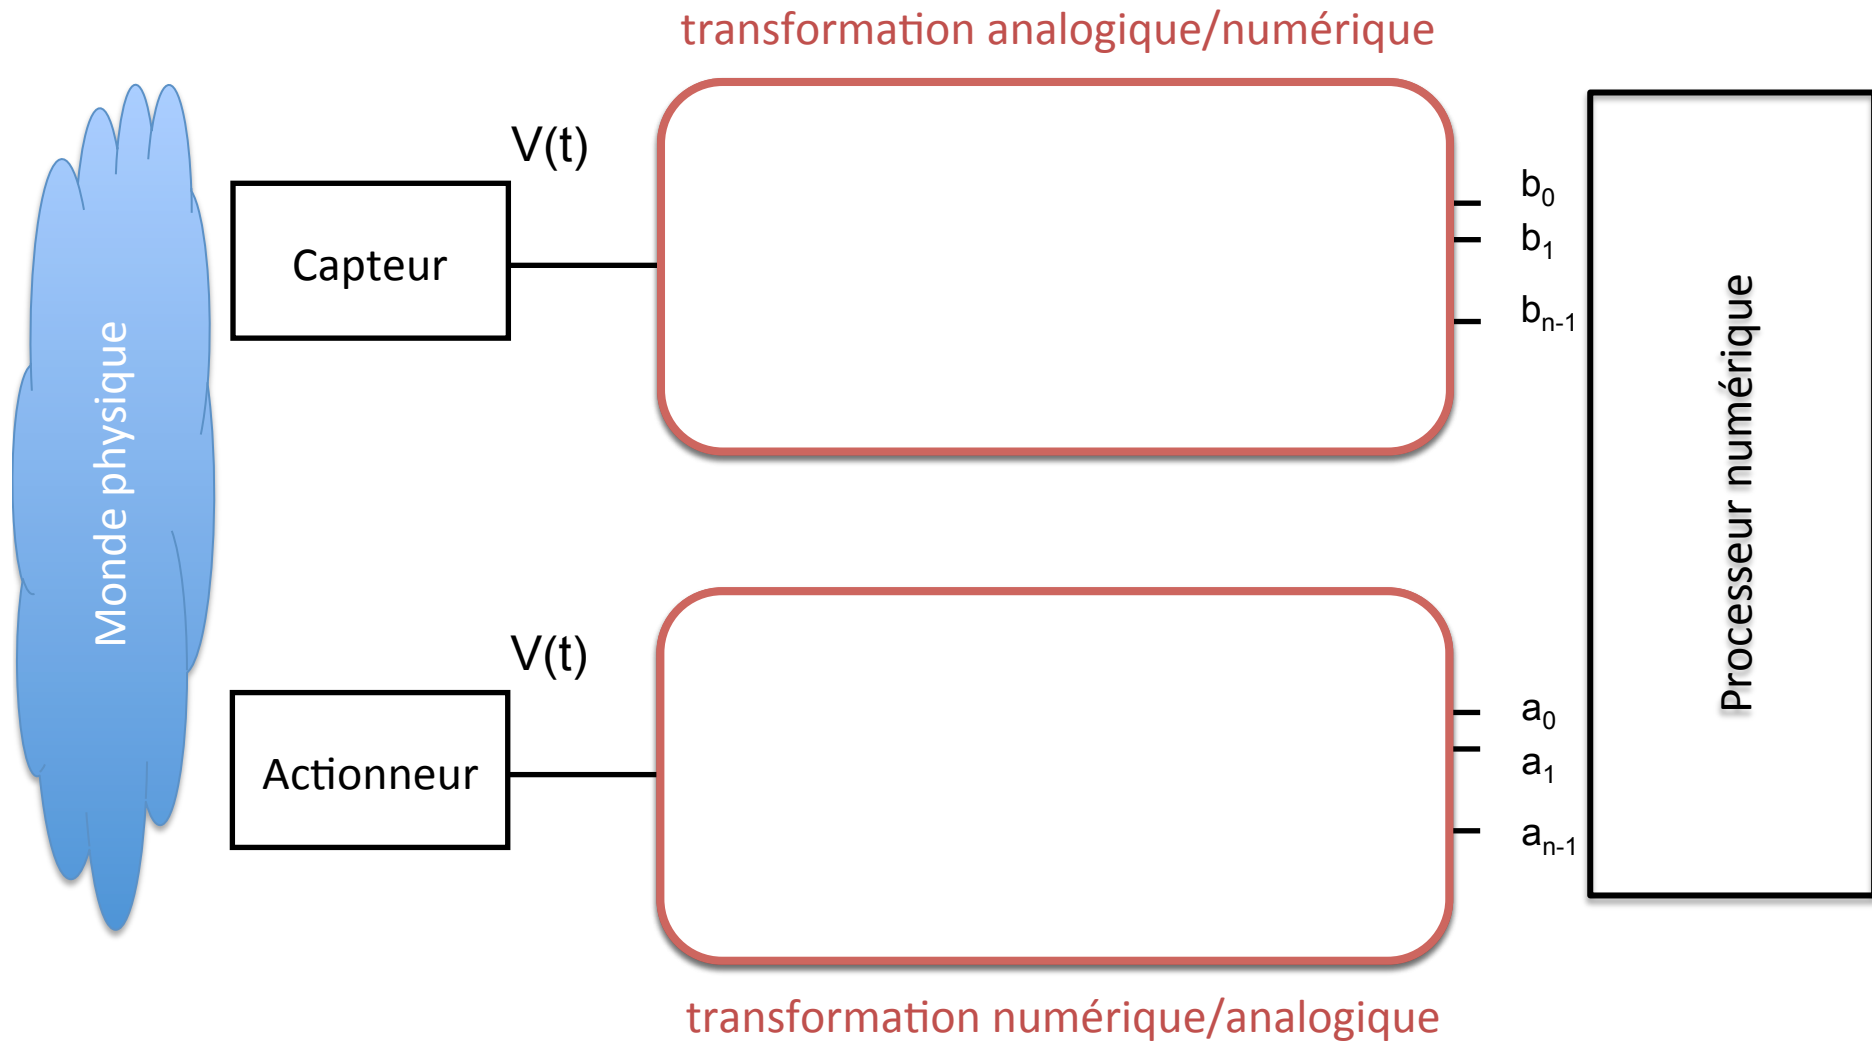 transformation analogique/numérique
V(t)
Capteur
b0
b1
bn-1
Monde physique
Processeur numérique
V(t)
Actionneur
a0
a1
an-1
transformation numérique/analogique